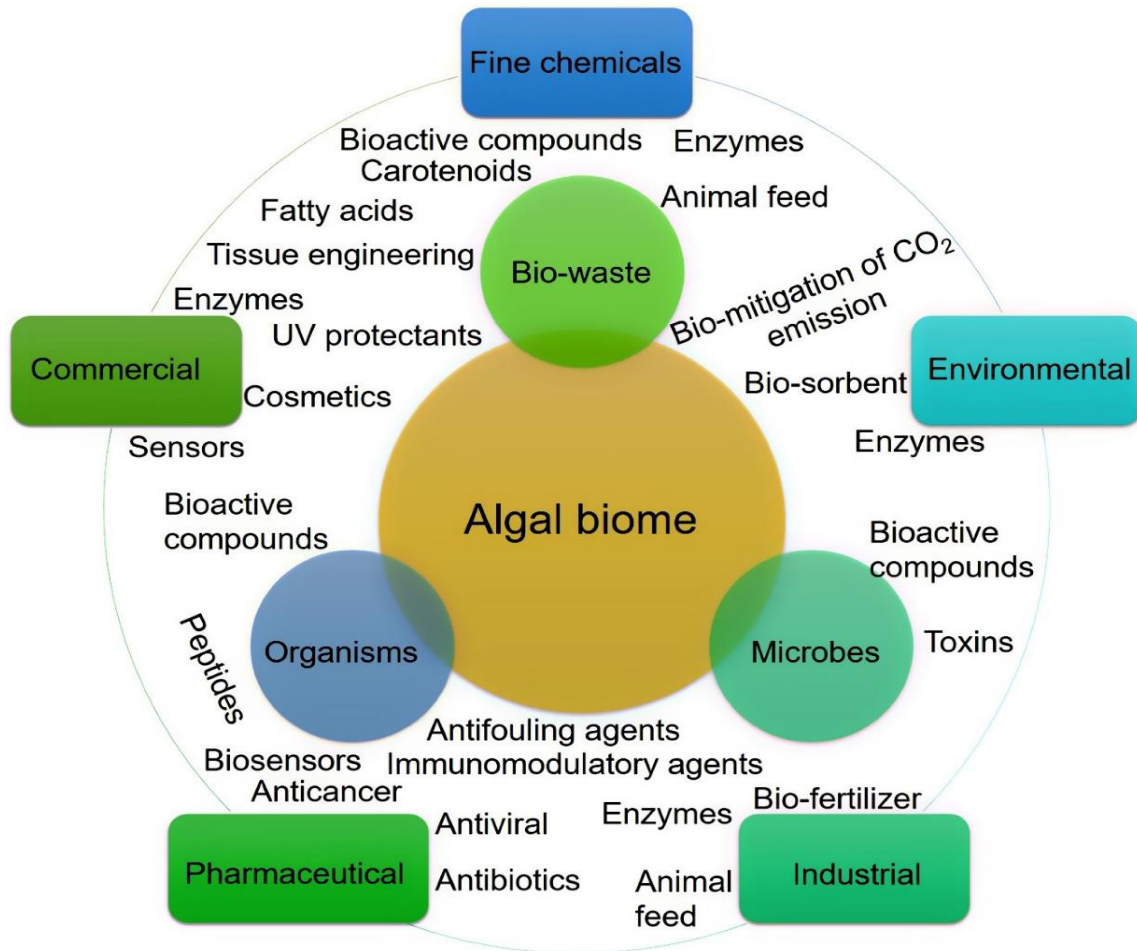 Fine chemicals
Bioactive compounds
Enzymes
Carotenoids
Animal feed
Fatty acids
Tissue engineering
Bio-waste
Enzymes
Bio-mitigation of CO₂
emission
UV protectants
Commercial
Environmental
Cosmetics
Bio-sorbent
Sensors
Enzymes
Bioactive
compounds
Algal biome
Bioactive
compounds
Peptides
Organisms
Microbes
Toxins
Antifouling agents
Biosensors
Immunomodulatory agents
Anticancer
Bio-fertilizer
Enzymes
Antiviral
Pharmaceutical
Antibiotics
Animal
feed
Industrial